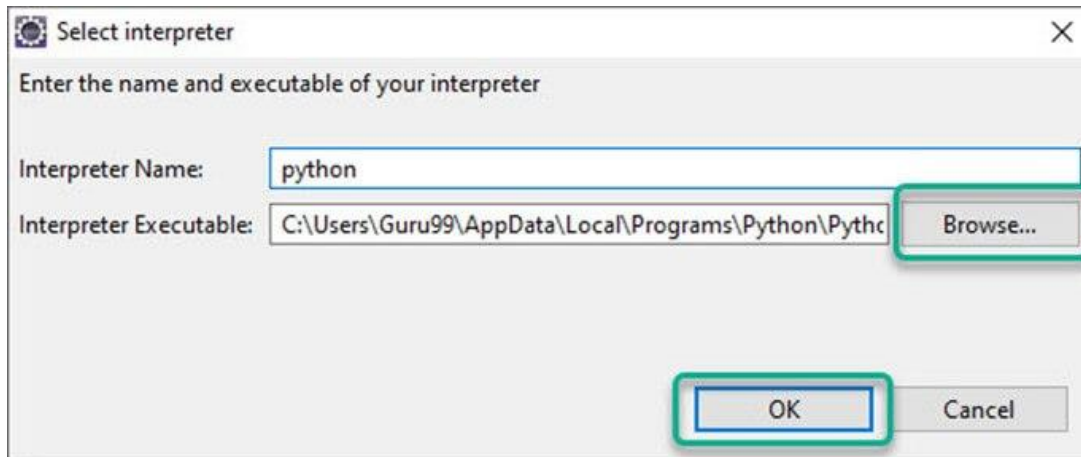 Select interpreter
Enter the name and executable of your interpreter
Interpreter Name: python
Interpreter Executable: C:\Users\Guru99\AppData\Local\Programs\Python\Pythc Browse...
OK Cancel